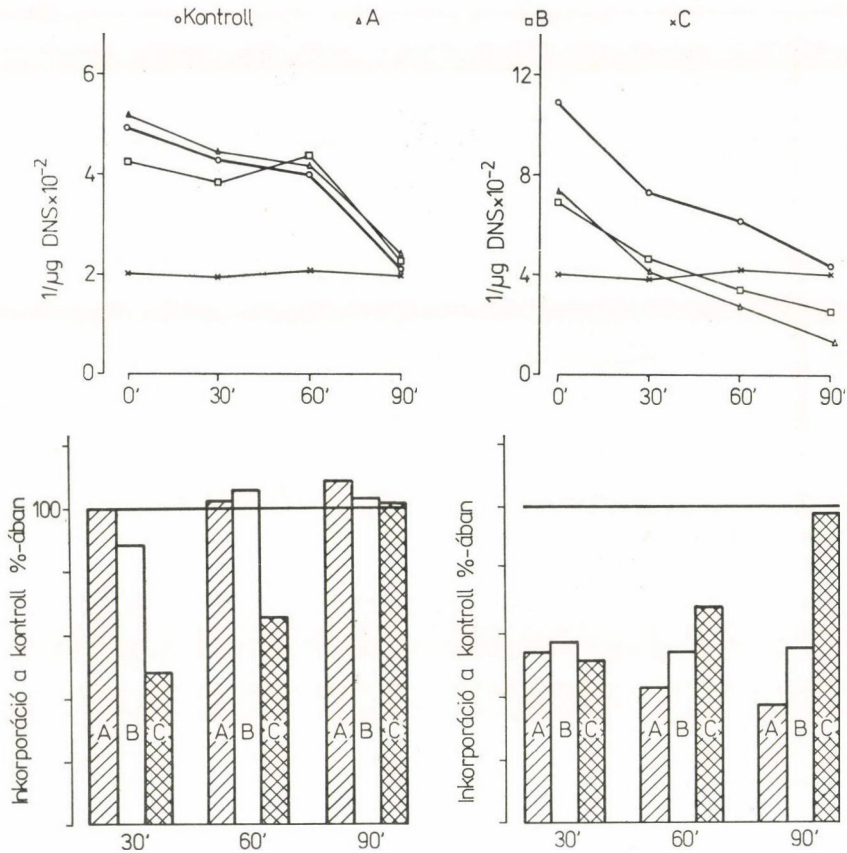 Kontroll A B C
6
4
2
0
1/µg DNS×10⁻²
0' 30' 60' 90'
12
8
4
0
1/µg DNS×10⁻²
0' 30' 60' 90'
100
Inkorporáció a kontroll %-ában
A B C A B C A B C
30' 60' 90'
Inkorporáció a kontroll %-ában
A B C A B C A B C
30' 60' 90'